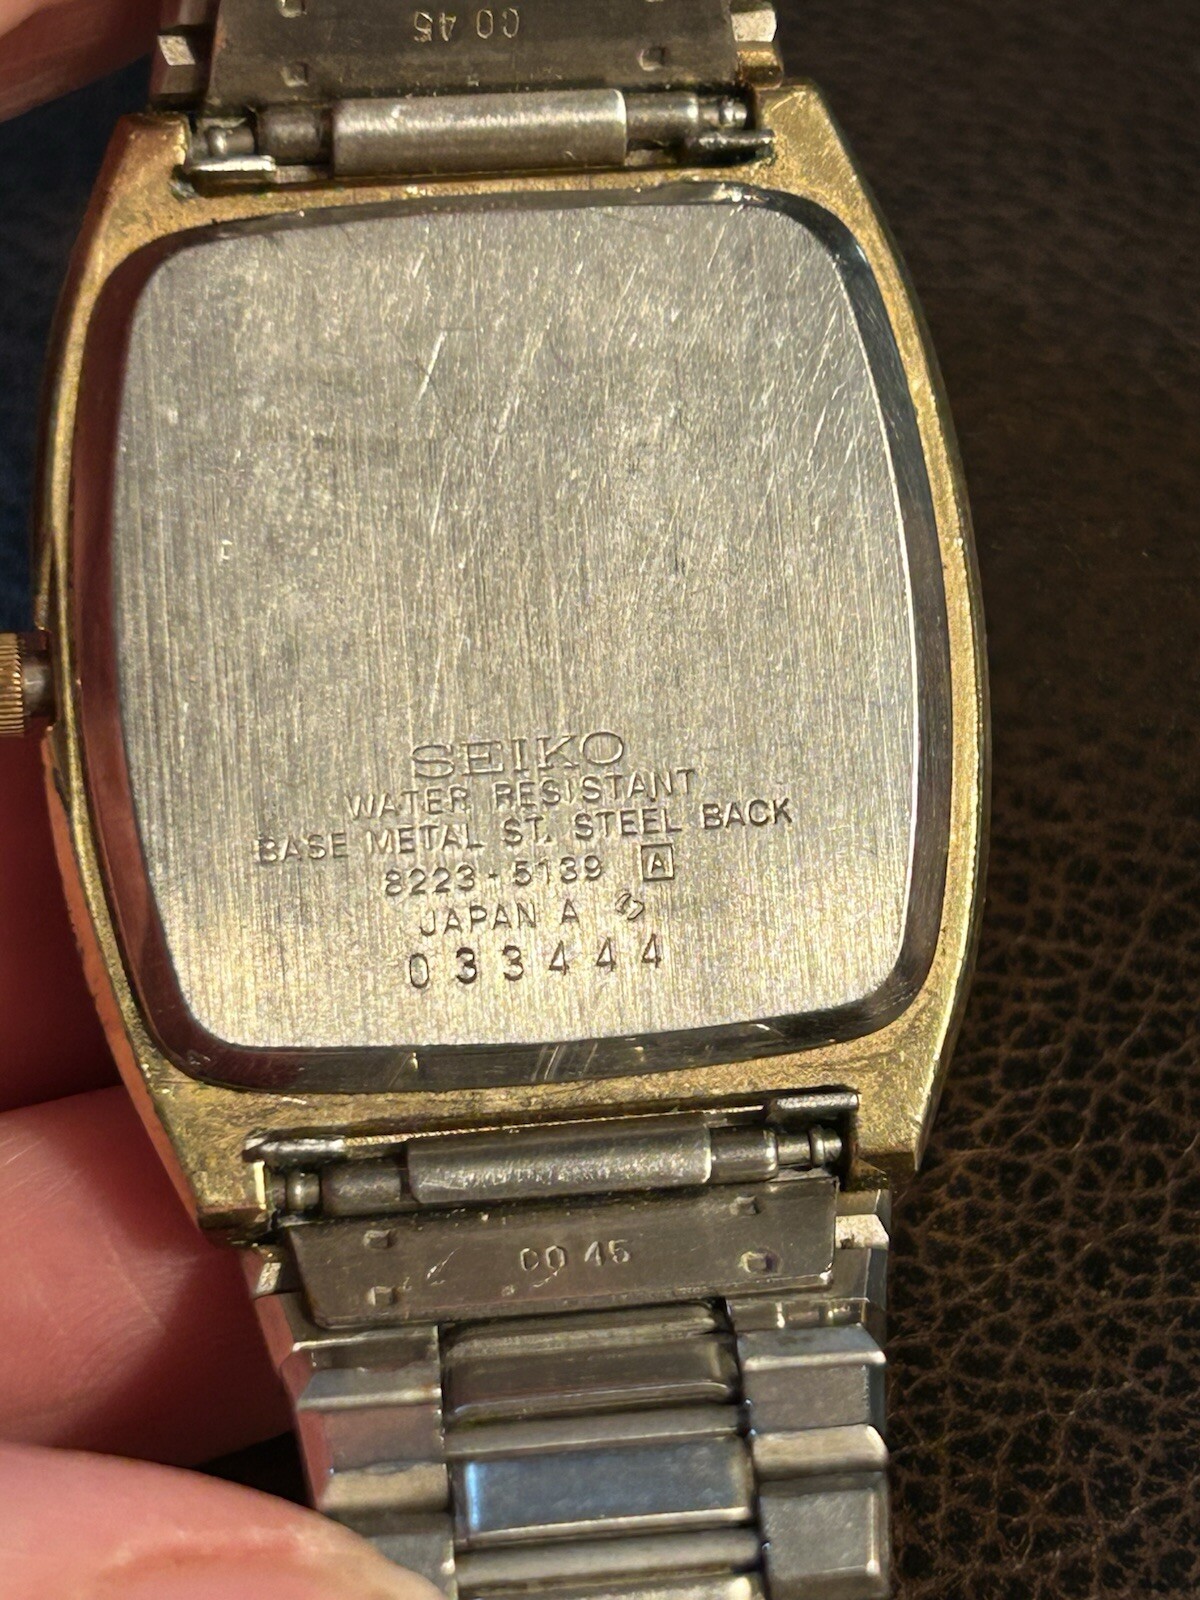 CO 45
SEIKO
WATER RESISTANT
BASE METAL ST. STEEL BACK
8223-5139 A
JAPAN A
033444
CO 45